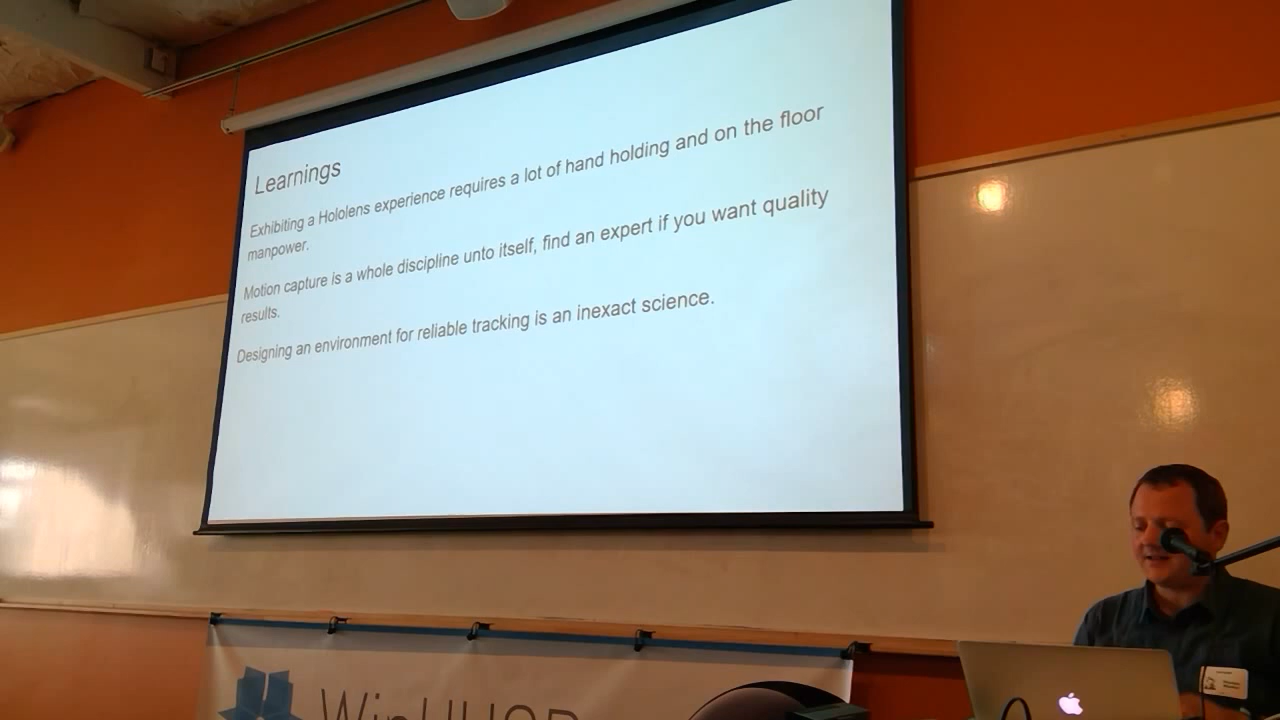 Learnings
Exhibiting a Hololens experience requires a lot of hand holding and on the floor
manpower.
Motion capture is a whole discipline unto itself, find an expert if you want quality
results.
Designing an environment for reliable tracking is an inexact science.